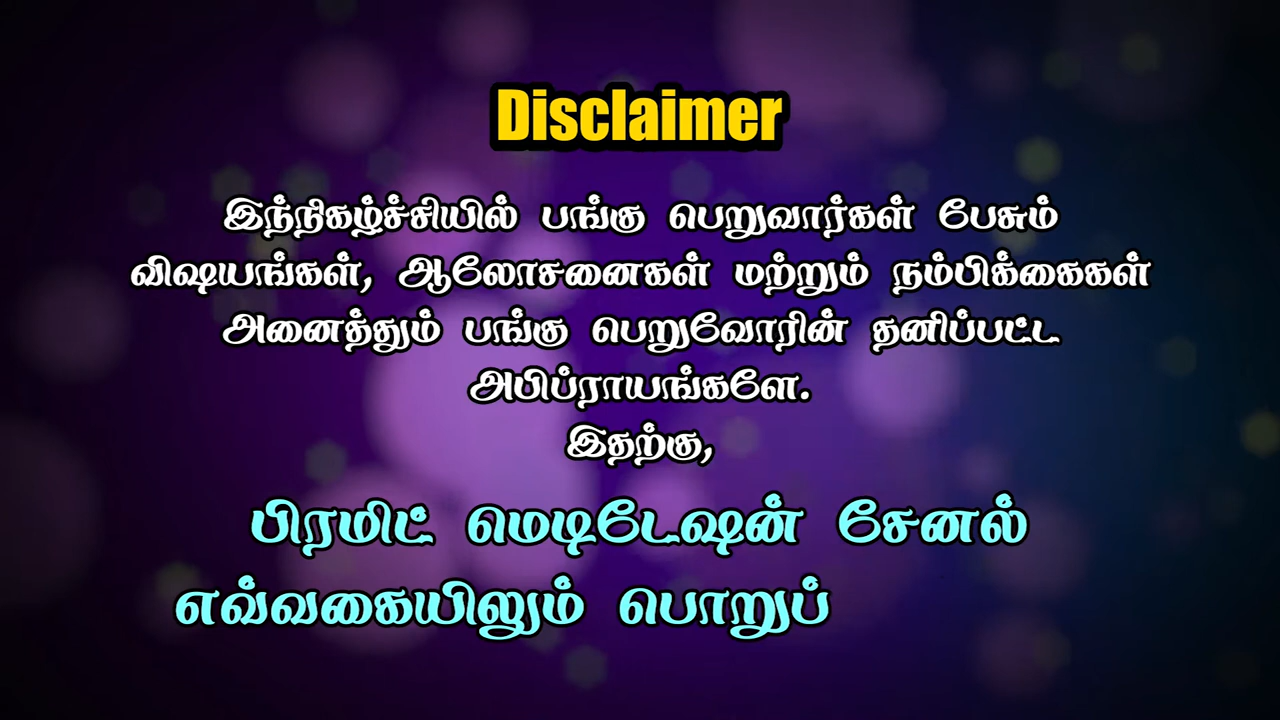 Disclaimer
இந்நிகழ்ச்சியில் பங்கு பெறுவார்கள் பேசும்
விஷயங்கள், ஆலோசனைகள் மற்றும் நம்பிக்கைகள்
அனைத்தும் பங்கு பெறுவோரின் தனிப்பட்ட
அபிப்ராயங்களே.
இதற்கு,
பிரமிட் மெடிடேஷன் சேனல்
எவ்வகையிலும் பொறுப்